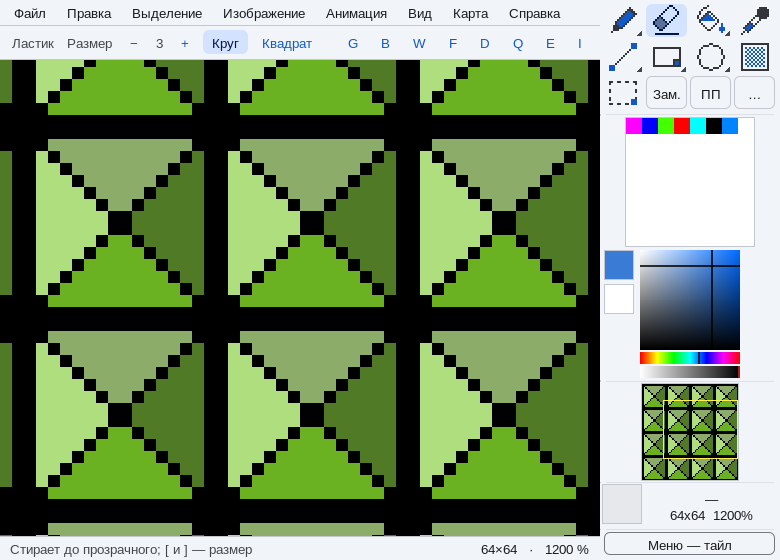 Файл Правка Выделение Изображение Анимация Вид Карта Справка
Ластик Размер − 3 + Круг Квадрат G B W F D Q E I
Зам. ПП ...
—
64x64 1200%
Меню — тайл
Стирает до прозрачного; [ и ] — размер 64×64 · 1200 %